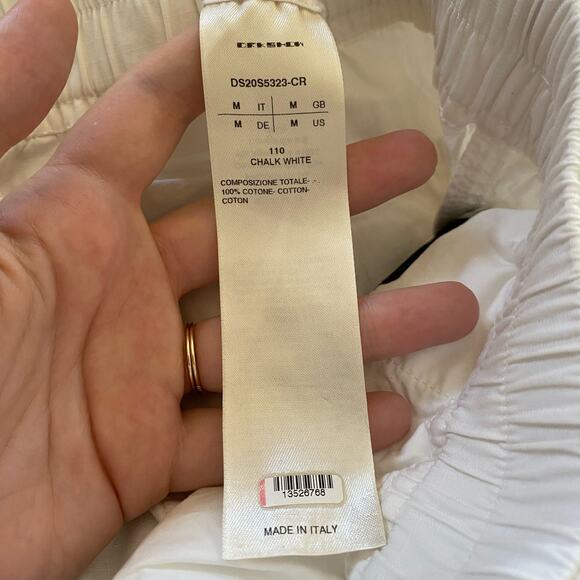 DRKSHDW
DS20S5323-CR
M IT M GB
M DE M US
110
CHALK WHITE
COMPOSIZIONE TOTALE- .-
100% COTONE- COTTON-
COTON
13526768
MADE IN ITALY